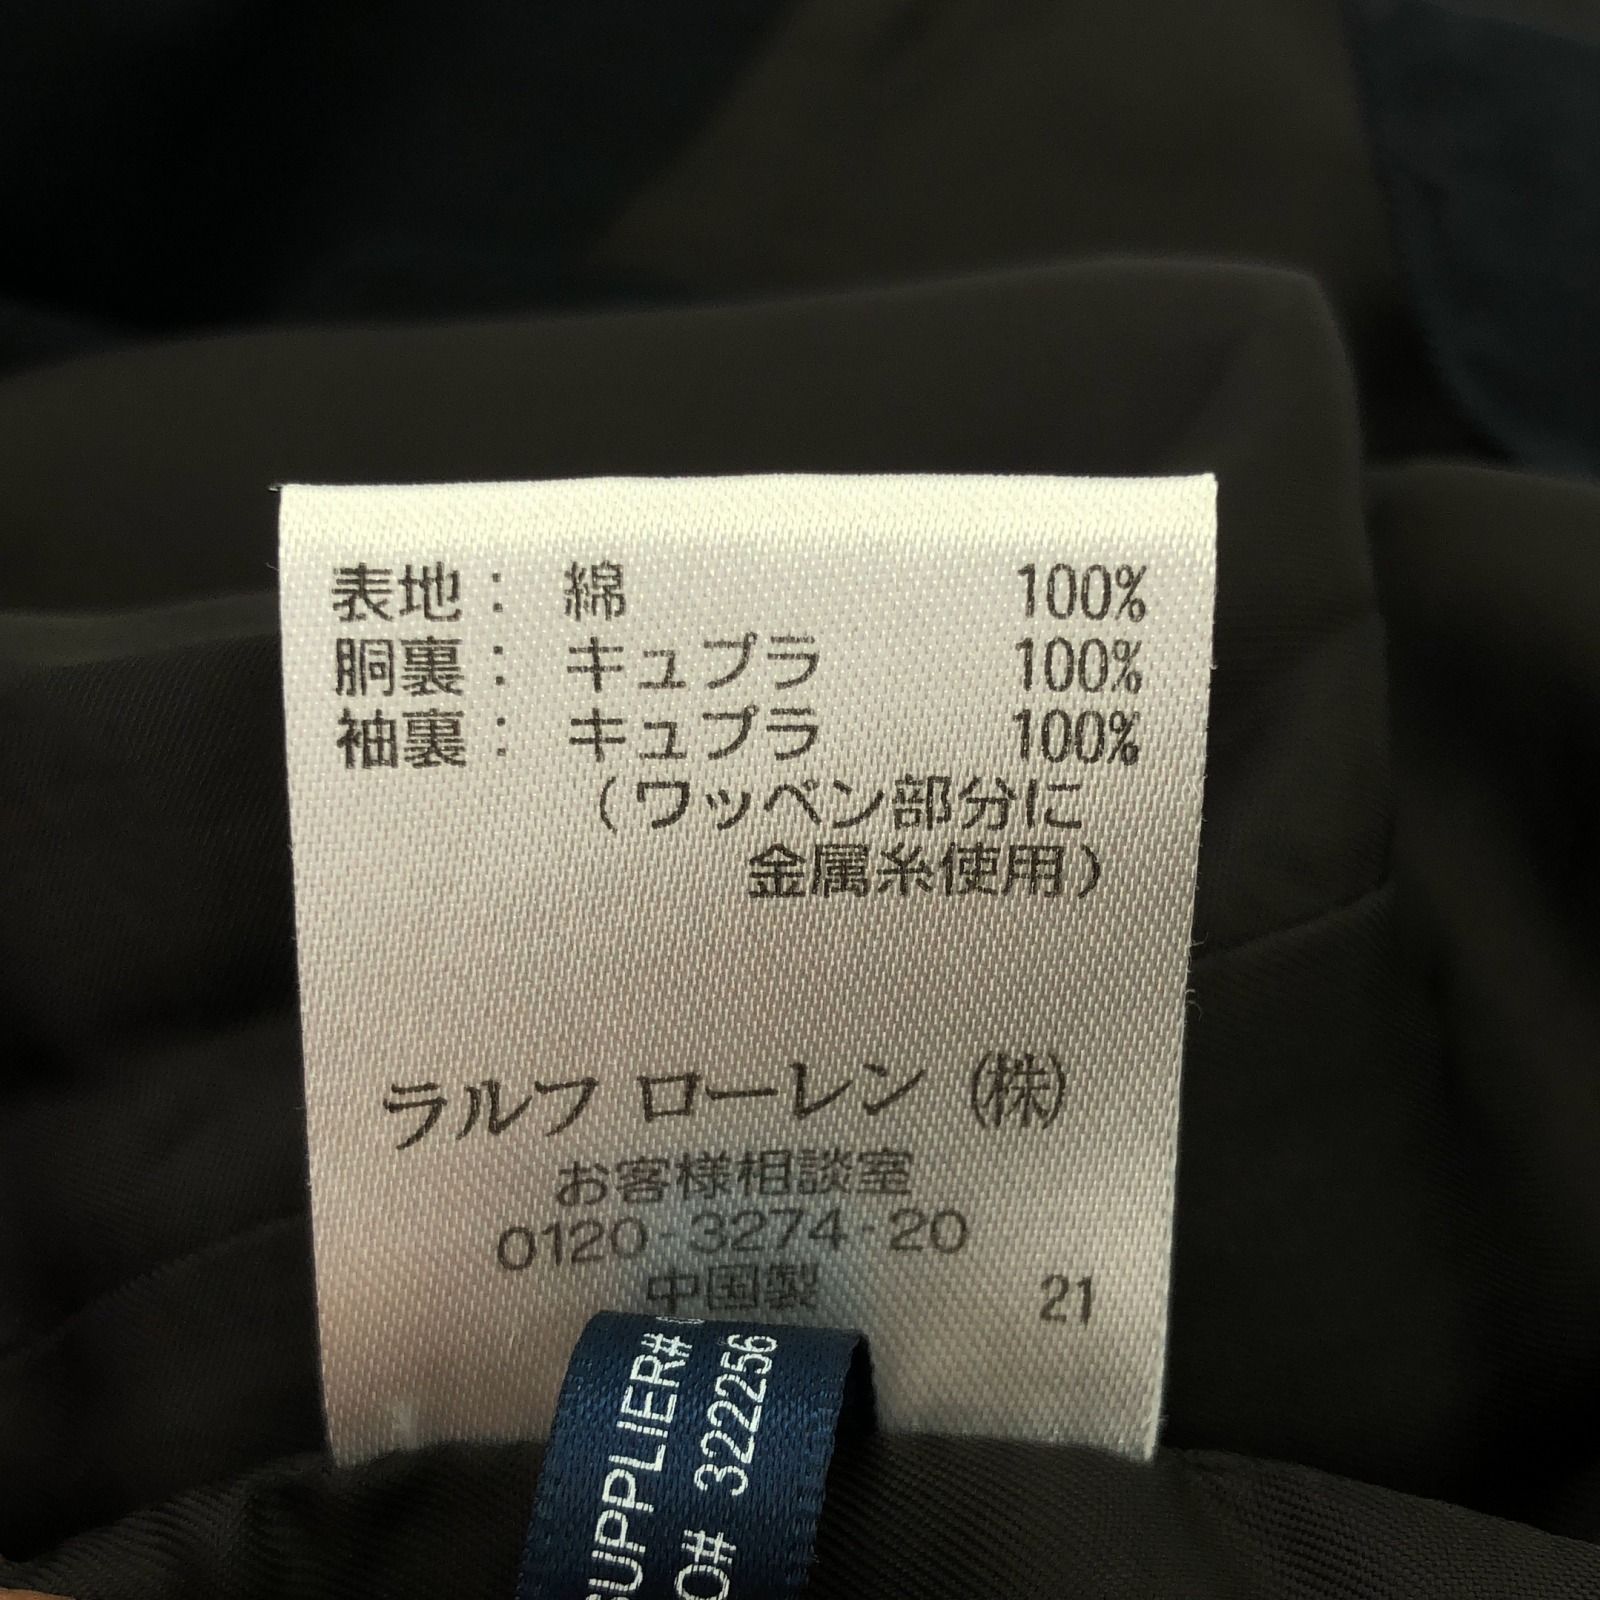 表地： 綿 100%
胴裏： キュプラ 100%
袖裏： キュプラ 100%
（ワッペン部分に
金属糸使用）
ラルフ ローレン ㈱
お客様相談室
0120-3274-20
中国製 21
SUPPLIER#
O# 32256